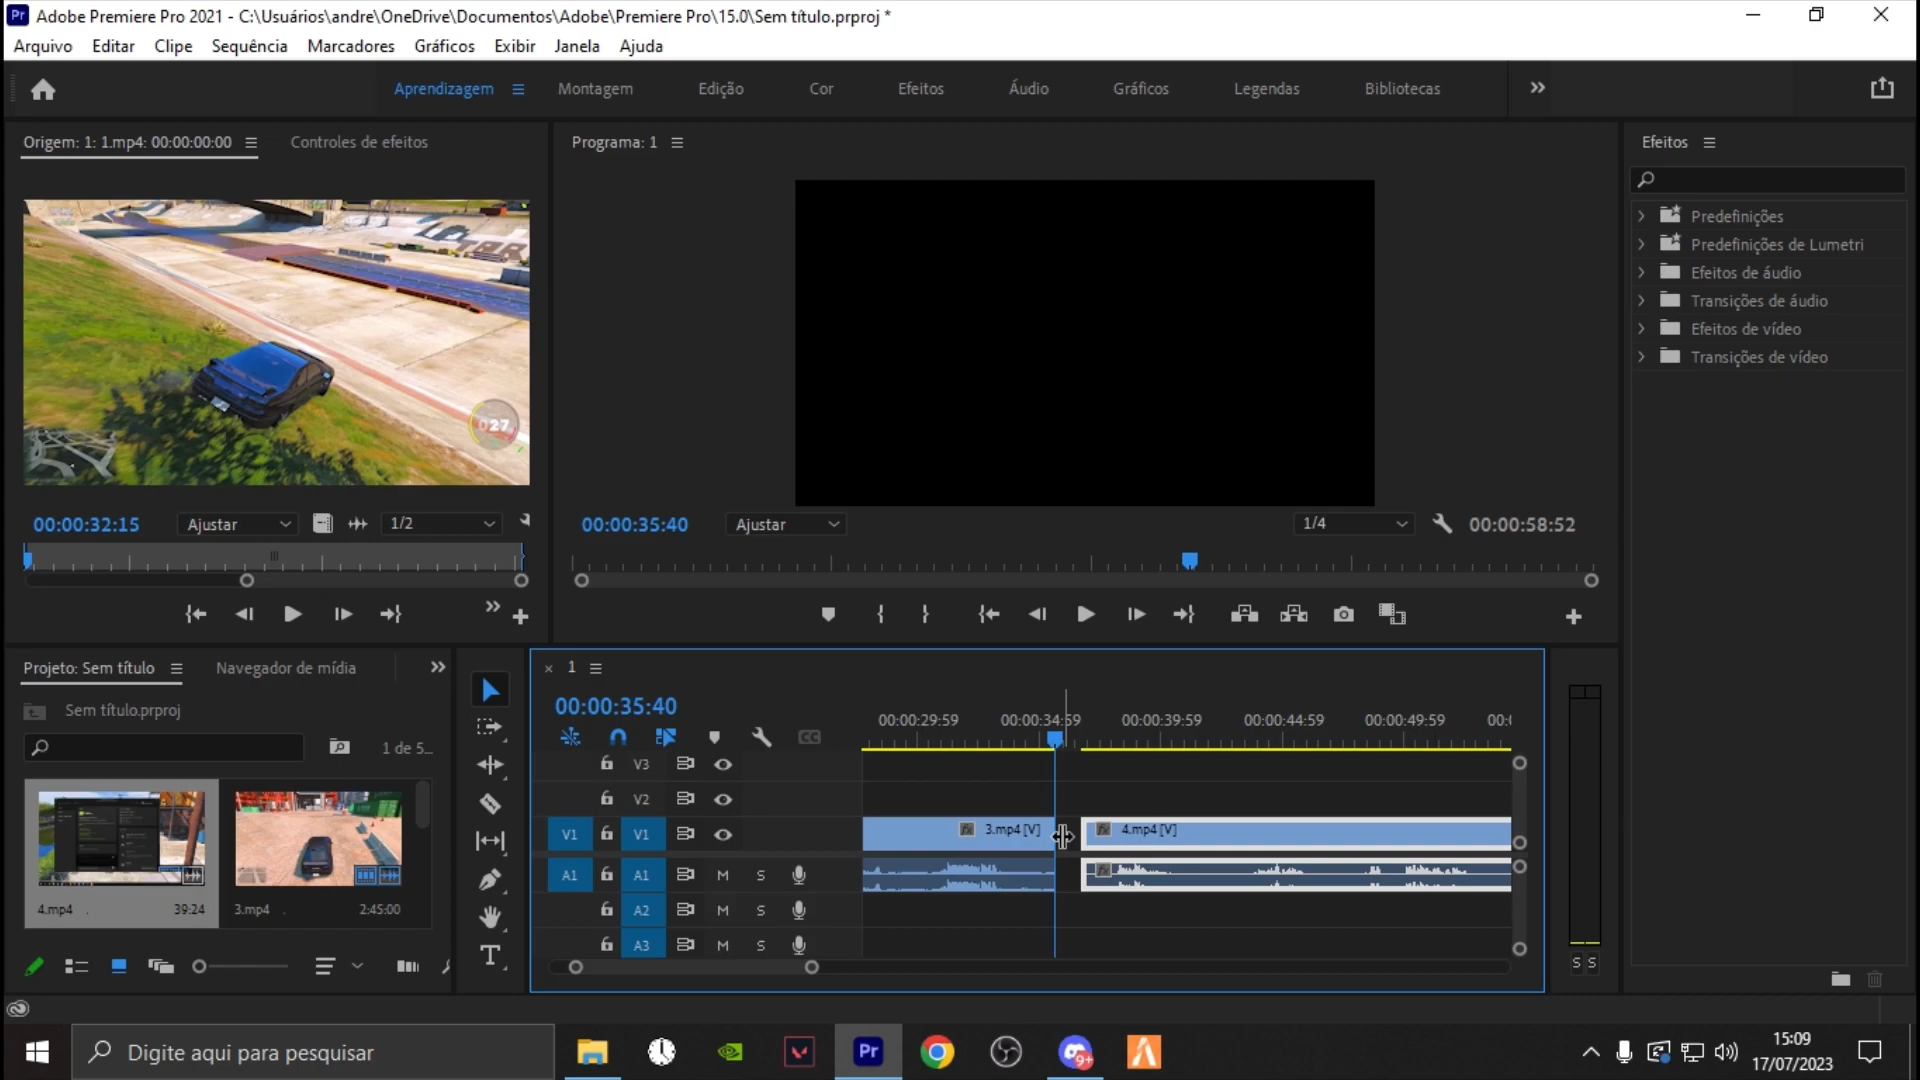 Adobe Premiere Pro 2021 - C:\Usuários\andre\OneDrive\Documentos\Adobe\Premiere Pro\15.0\Sem título.prproj *
Arquivo Editar Clipe Sequência Marcadores Gráficos Exibir Janela Ajuda
Aprendizagem Montagem Edição Cor Efeitos Áudio Gráficos Legendas Bibliotecas
Origem: 1: 1.mp4: 00:00:00:00 Controles de efeitos
Programa: 1
Efeitos
Predefinições
Predefinições de Lumetri
Efeitos de áudio
Transições de áudio
Efeitos de vídeo
Transições de vídeo
027
00:00:32:15 Ajustar 1/2
00:00:35:40 Ajustar 1/4 00:00:58:52
Projeto: Sem título Navegador de mídia
Sem título.prproj
1 de 5...
4.mp4 39:24
3.mp4 2:45:00
1
00:00:35:40
00:00:29:59 00:00:34:59 00:00:39:59 00:00:44:59 00:00:49:59 00:0
V3
V2
V1 V1 3.mp4 [V] 4.mp4 [V]
A1 A1 M S
A2 M S
A3 M S
S S
Digite aqui para pesquisar
Pr
9+
15:09
17/07/2023